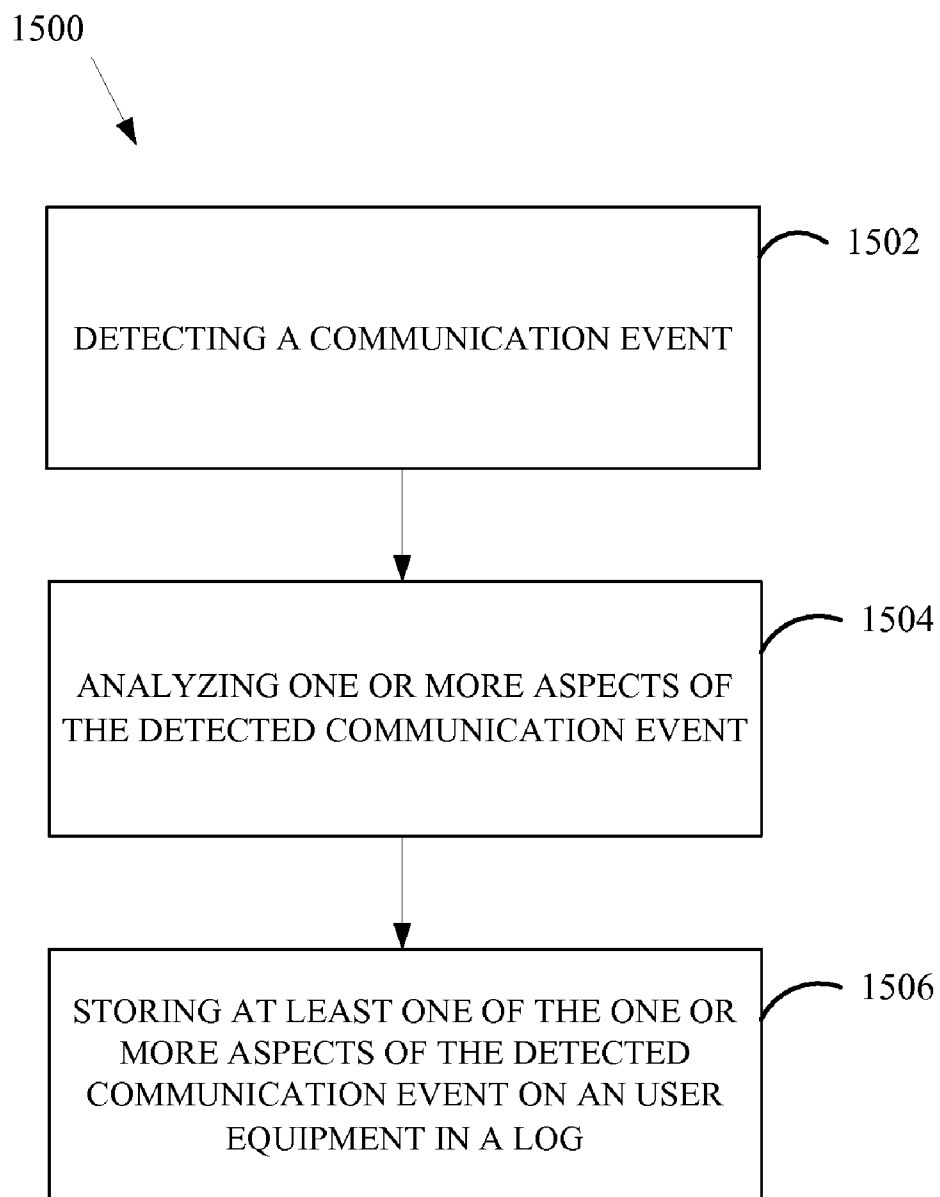 1500
1502
DETECTING A COMMUNICATION EVENT
1504
ANALYZING ONE OR MORE ASPECTS OF
THE DETECTED COMMUNICATION EVENT
1506
STORING AT LEAST ONE OF THE ONE OR
MORE ASPECTS OF THE DETECTED
COMMUNICATION EVENT ON AN USER
EQUIPMENT IN A LOG